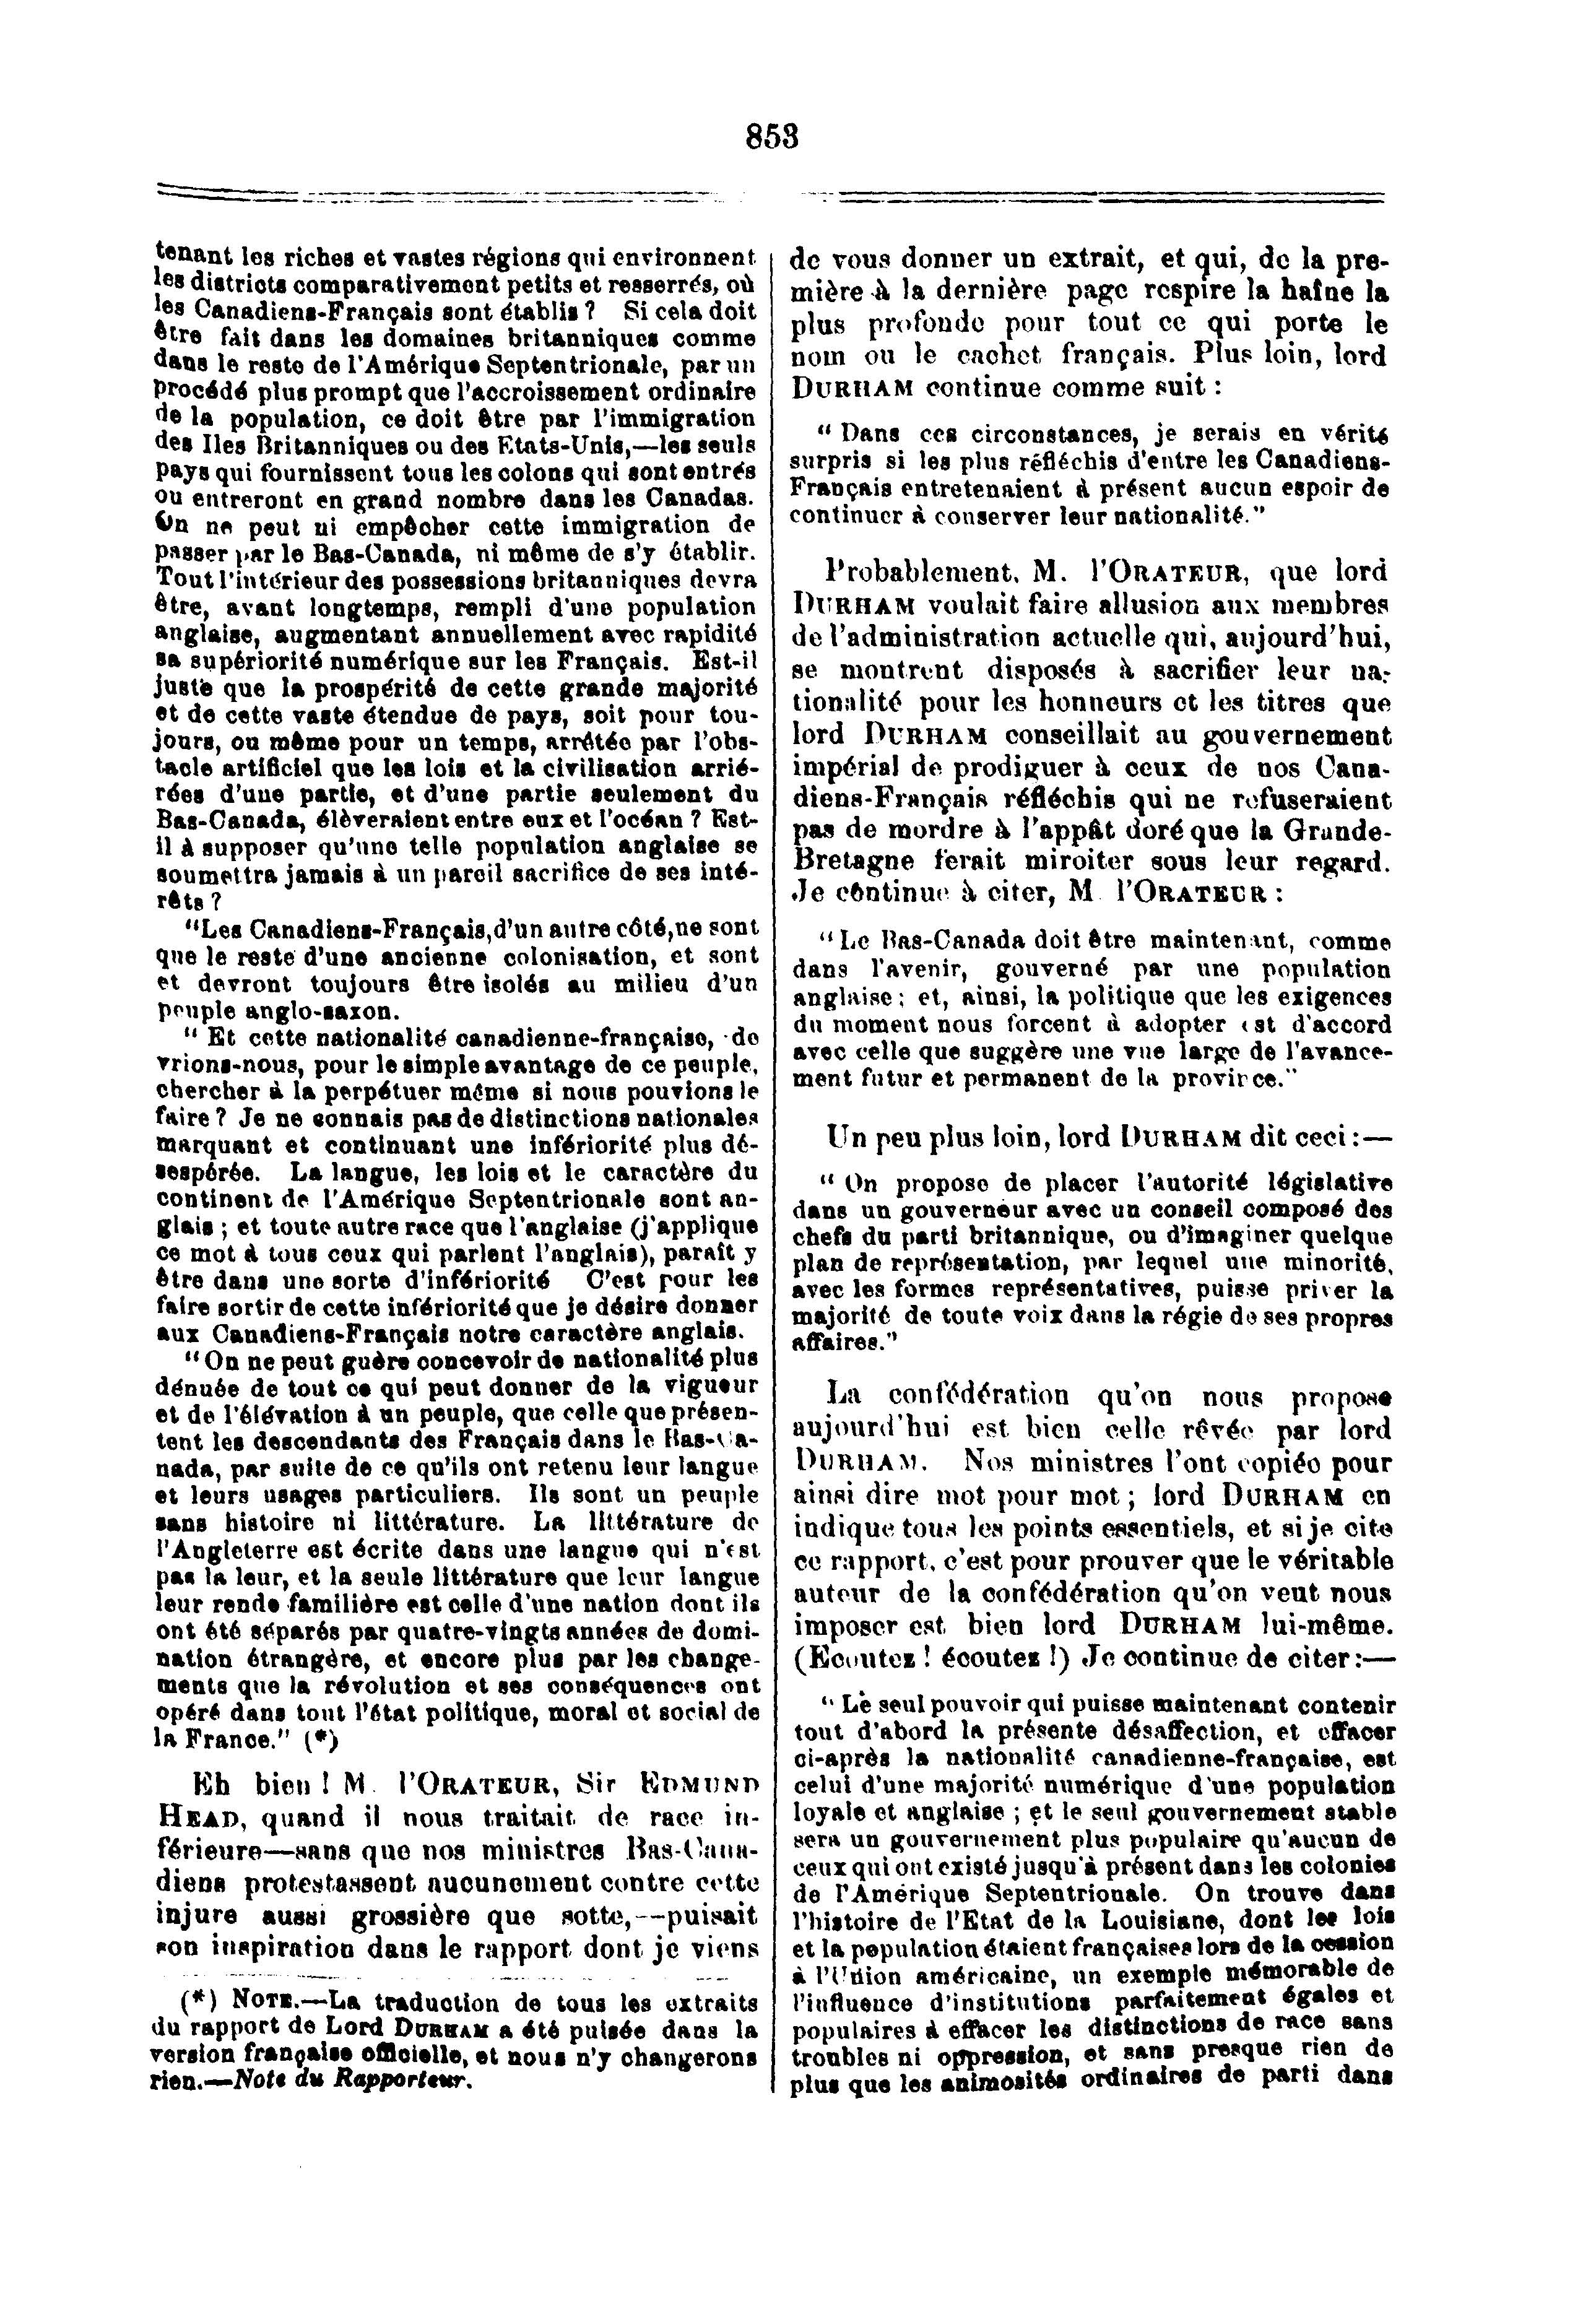 853
tenant les riches et vastes régions qui environnent
les districts comparativement petits et resserrés, où
les Canadiens-Français sont établis ? Si cela doit
être fait dans les domaines britanniques comme
dans le reste de l'Amérique Septentrionale, par un
procédé plus prompt que l'accroissement ordinaire
de la population, ce doit être par l'immigration
des Iles Britanniques ou des Etats-Unis,—les seuls
pays qui fournissent tous les colons qui sont entrés
ou entreront en grand nombre dans les Canadas.
On ne peut ni empêcher cette immigration de
passer par le Bas-Canada, ni même de s'y établir.
Tout l'intérieur des possessions britanniques devra
être, avant longtemps, rempli d'une population
anglaise, augmentant annuellement avec rapidité
sa supériorité numérique sur les Français. Est-il
juste que la prospérité de cette grande majorité
et de cette vaste étendue de pays, soit pour tou-
jours, ou même pour un temps, arrêtée par l'obs-
tacle artificiel que les lois et la civilisation arrié-
rées d'une partie, et d'une partie seulement du
Bas-Canada, élèveraient entre eux et l'océan ? Est-
il à supposer qu'une telle population anglaise se
soumettra jamais à un pareil sacrifice de ses inté-
rêts ?
"Les Canadiens-Français, d'un autre côté, ne sont
que le reste d'une ancienne colonisation, et sont
et devront toujours être isolés au milieu d'un
peuple anglo-saxon.
" Et cette nationalité canadienne-française, de
vrions-nous, pour le simple avantage de ce peuple,
chercher à la perpétuer même si nous pouvions le
faire ? Je ne connais pas de distinctions nationales
marquant et continuant une infériorité plus dé-
sespérée. La langue, les lois et le caractère du
continent de l'Amérique Septentrionale sont an-
glais ; et toute autre race que l'anglaise (j'applique
ce mot à tous ceux qui parlent l'anglais), paraît y
être dans une sorte d'infériorité C'est pour les
faire sortir de cette infériorité que je désire donner
aux Canadiens-Français notre caractère anglais.
"On ne peut guère concevoir de nationalité plus
dénuée de tout ce qui peut donner de la vigueur
et de l'élévation à un peuple, que celle que présen-
tent les descendants des Français dans le Bas-Ca-
nada, par suite de ce qu'ils ont retenu leur langue
et leurs usages particuliers. Ils sont un peuple
sans histoire ni littérature. La littérature de
l'Angleterre est écrite dans une langue qui n'est
pas la leur, et la seule littérature que leur langue
leur rende familière est celle d'une nation dont ils
ont été séparés par quatre-vingts années de domi-
nation étrangère, et encore plus par les change-
ments que la révolution et ses conséquences ont
opéré dans tout l'état politique, moral et social de
la France." (*)
Eh bien ! M. l'ORATEUR, Sir EDMUND
HEAD, quand il nous traitait de race in-
férieure—sans que nos ministres Bas-Cana-
diens protestassent aucunement contre cette
injure aussi grossière que sotte,—puisait
son inspiration dans le rapport dont je viens
(*) NOTE.—La traduction de tous les extraits
du rapport de Lord DURHAM a été puisée dans la
version française officielle, et nous n'y changerons
rien.—Note du Rapporteur.
de vous donner un extrait, et qui, de la pre-
mière à la dernière page respire la haîne la
plus profonde pour tout ce qui porte le
nom ou le cachet français. Plus loin, lord
DURHAM continue comme suit :
" Dans ces circonstances, je serais en vérité
surpris si les plus réfléchis d'entre les Canadiens-
Français entretenaient à présent aucun espoir de
continuer à conserver leur nationalité."
Probablement, M. l'ORATEUR, que lord
DURHAM voulait faire allusion aux membres
de l'administration actuelle qui, aujourd'hui,
se montrent disposés à sacrifier leur na-
tionalité pour les honneurs et les titres que
lord DURHAM conseillait au gouvernement
impérial de prodiguer à ceux de nos Cana-
diens-Français réfléchis qui ne refuseraient
pas de mordre à l'appât doré que la Grande-
Bretagne ferait miroiter sous leur regard.
Je continue à citer, M. l'ORATEUR :
" Le Bas-Canada doit être maintenant, comme
dans l'avenir, gouverné par une population
anglaise ; et, ainsi, la politique que les exigences
du moment nous forcent à adopter est d'accord
avec celle que suggère une vue large de l'avance-
ment futur et permanent de la province."
Un peu plus loin, lord DURHAM dit ceci :—
" On propose de placer l'autorité législative
dans un gouverneur avec un conseil composé des
chefs du parti britannique, ou d'imaginer quelque
plan de représentation, par lequel une minorité,
avec les formes représentatives, puisse priver la
majorité de toute voix dans la régie de ses propres
affaires."
La confédération qu'on nous propose
aujourd'hui est bien celle rêvée par lord
DURHAM. Nos ministres l'ont copiée pour
ainsi dire mot pour mot ; lord DURHAM en
indique tous les points essentiels, et si je cite
ce rapport, c'est pour prouver que le véritable
auteur de la confédération qu'on veut nous
imposer est bien lord DURHAM lui-même.
(Ecoutez ! écoutez !) Je continue de citer :—
" Le seul pouvoir qui puisse maintenant contenir
tout d'abord la présente désaffection, et effacer
ci-après la nationalité canadienne-française, est
celui d'une majorité numérique d'une population
loyale et anglaise ; et le seul gouvernement stable
sera un gouvernement plus populaire qu'aucun de
ceux qui ont existé jusqu'à présent dans les colonies
de l'Amérique Septentrionale. On trouve dans
l'histoire de l'Etat de la Louisiane, dont les lois
et la population étaient françaises lors de la cession
à l'Union américaine, un exemple mémorable de
l'influence d'institutions parfaitement égales et
populaires à effacer les distinctions de race sans
troubles ni oppression, et sans presque rien de
plus que les animosités ordinaires de parti dans